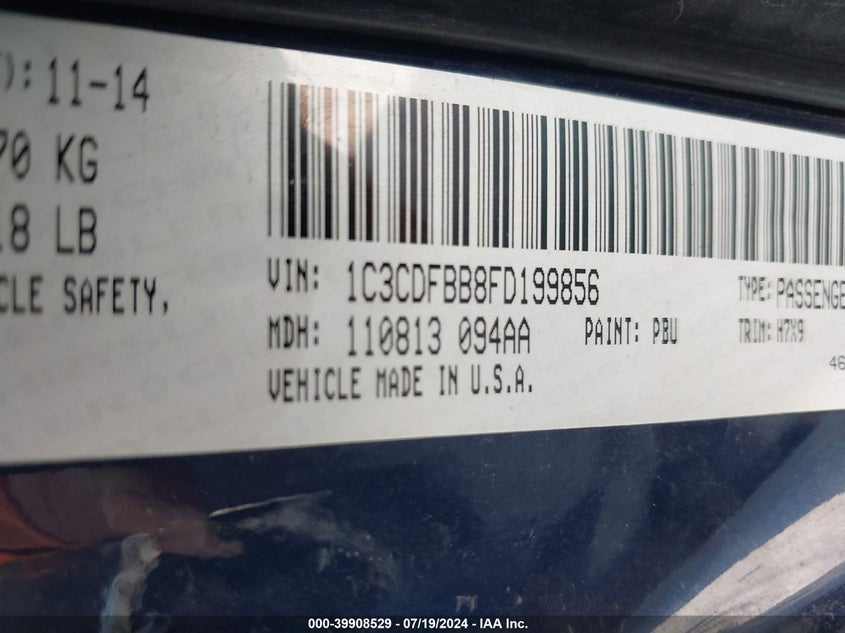 ): 11-14
70 KG
18 LB
CLE SAFETY,
VIN: 1C3CDFBB8FD199856 TYPE: PASSENGE
MDH: 110813 094AA PAINT: PBU TRIM: H7X9
VEHICLE MADE IN U.S.A.
46
000-39908529 - 07/19/2024 - IAA Inc.